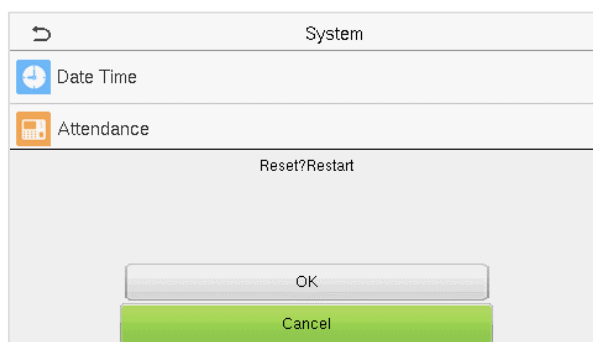 System
Date Time
Attendance
Reset?Restart
OK
Cancel